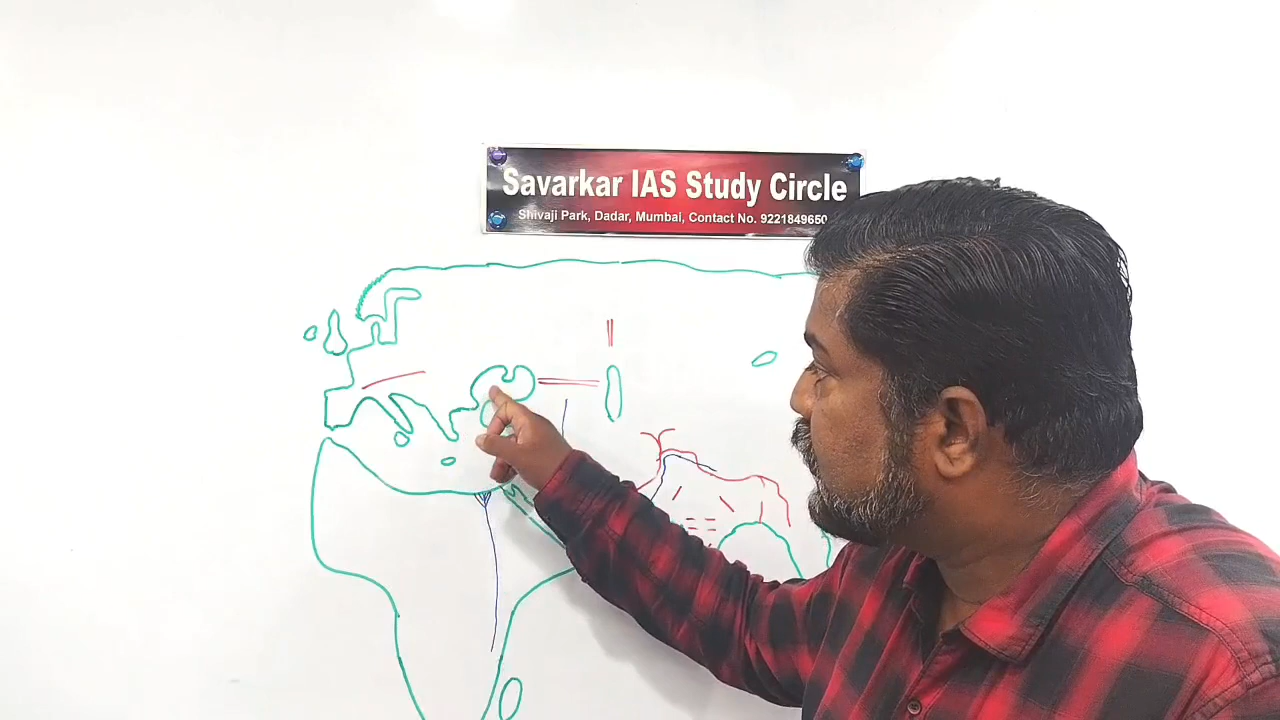 Savarkar IAS Study Circle
Shivaji Park, Dadar, Mumbai, Contact No. 9221849650